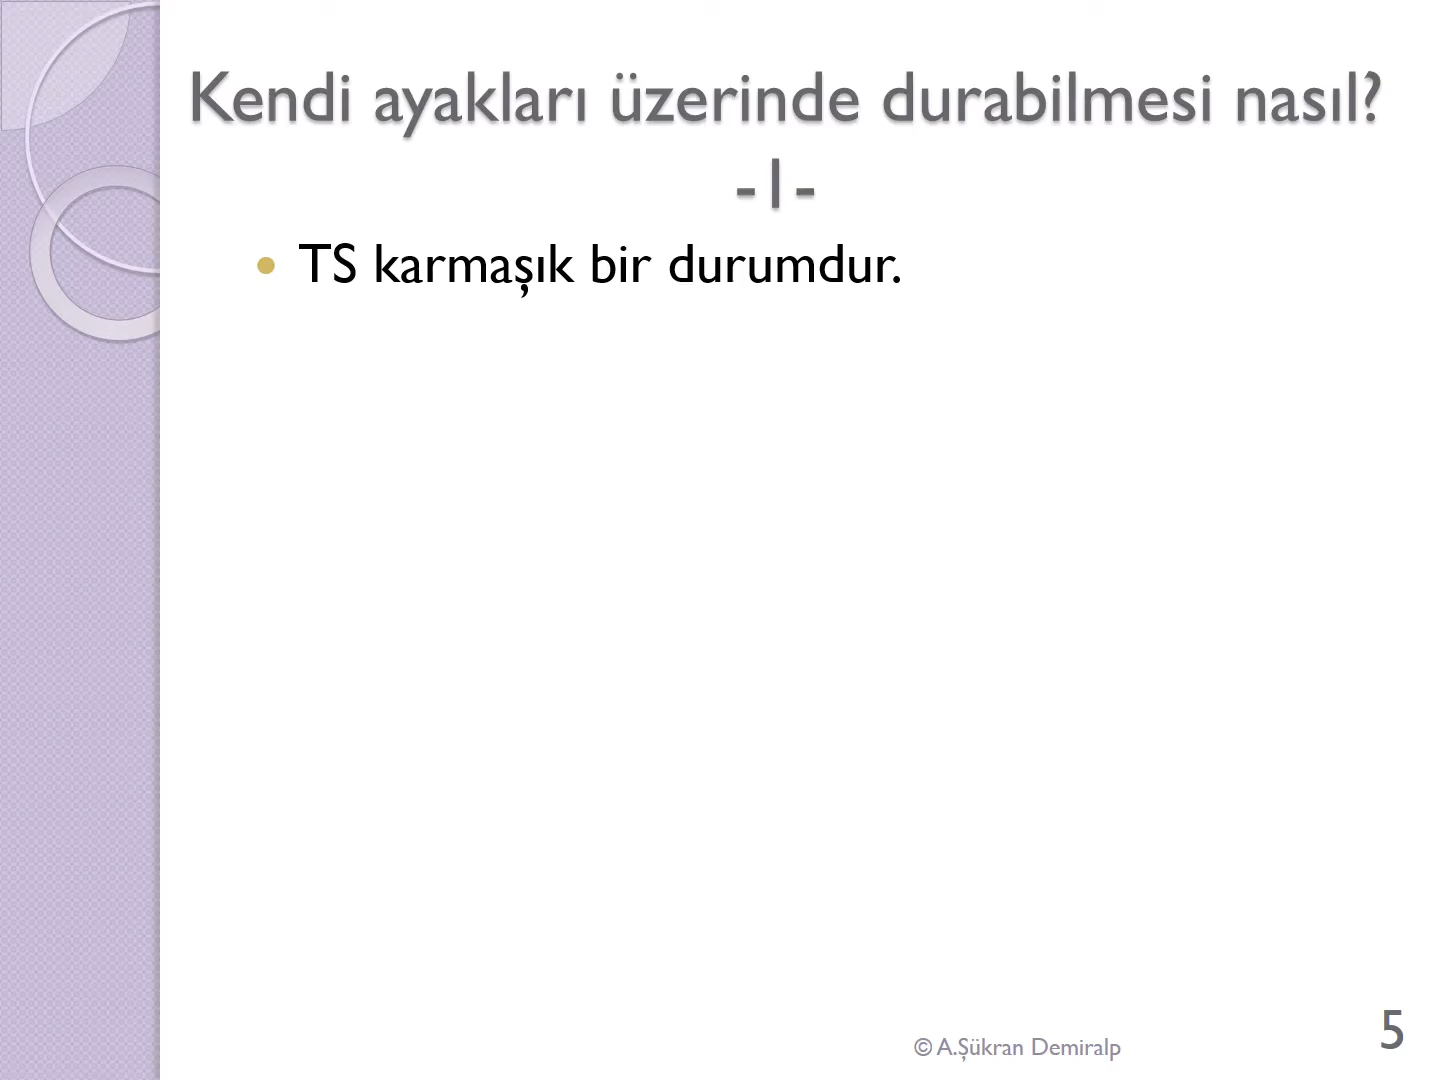 Kendi ayakları üzerinde durabilmesi nasıl?
-1-
• TS karmaşık bir durumdur.
© A.Şükran Demiralp
5